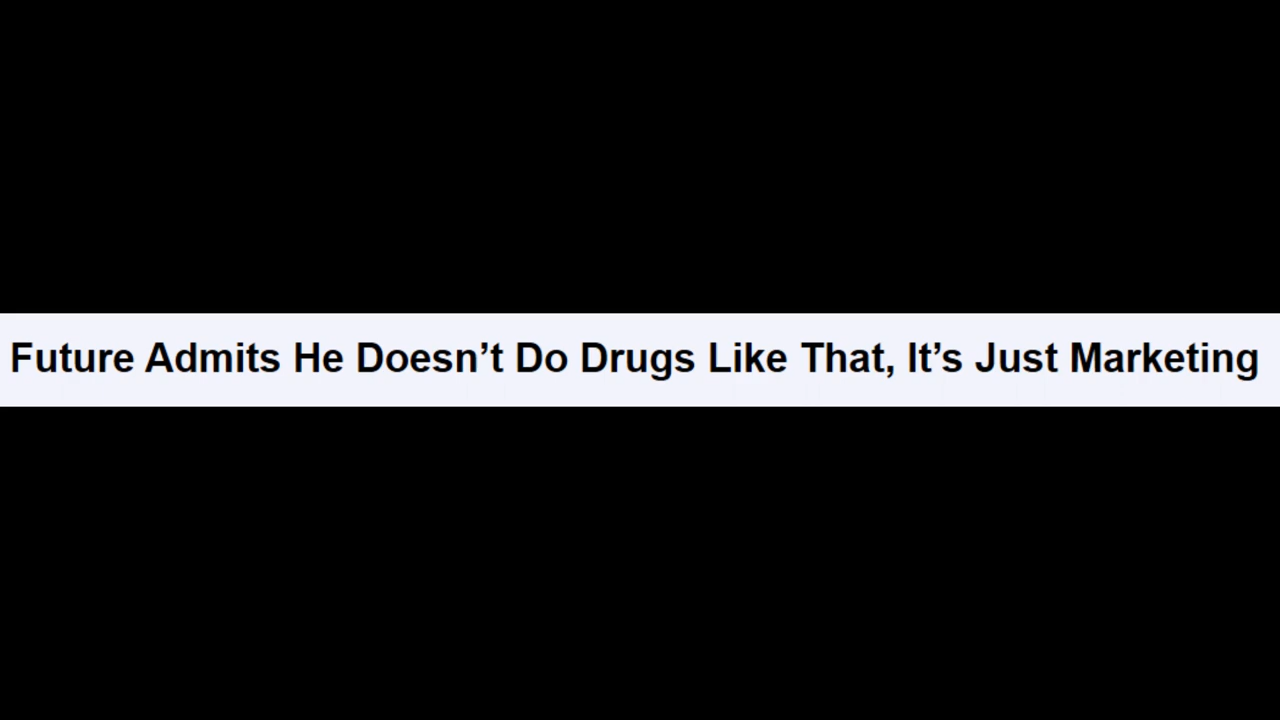 Future Admits He Doesn’t Do Drugs Like That, It’s Just Marketing